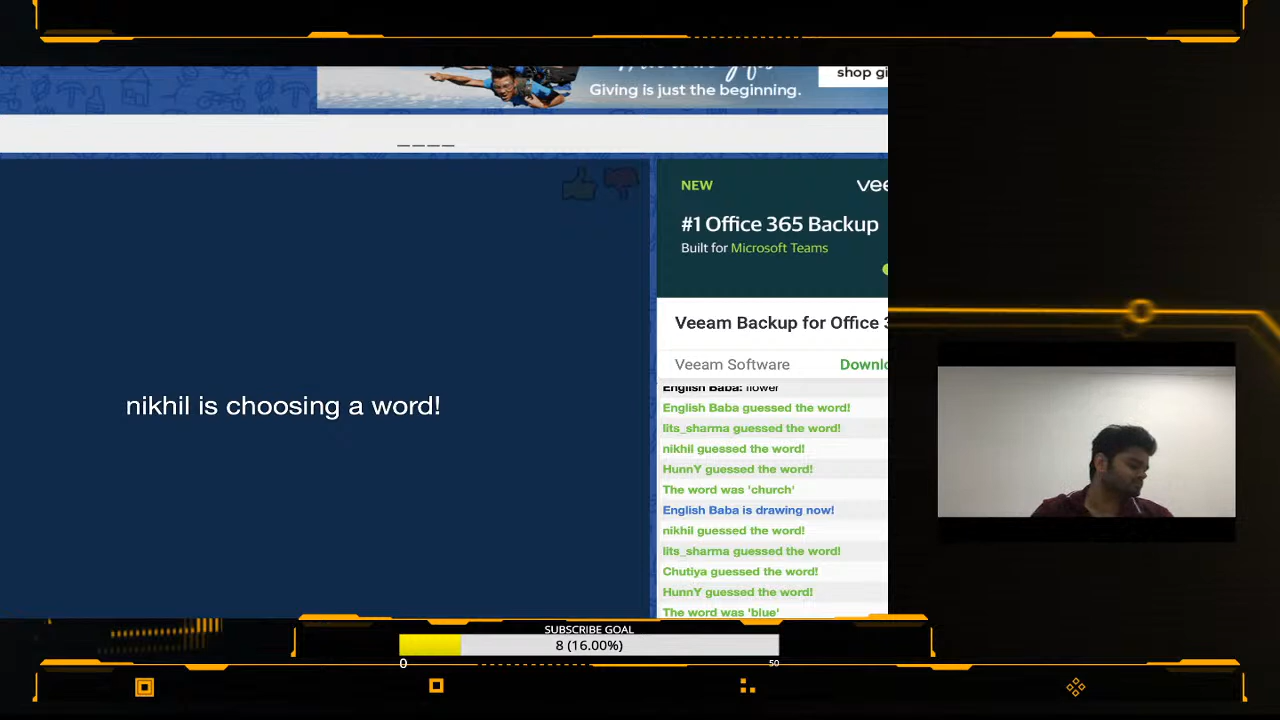 Giving is just the beginning.
shop gi
_ _ _ _
NEW
vee
#1 Office 365 Backup
Built for Microsoft Teams
nikhil is choosing a word!
Veeam Backup for Office 3
Veeam Software
Downlo
English Baba: flower
English Baba guessed the word!
lits_sharma guessed the word!
nikhil guessed the word!
HunnY guessed the word!
The word was 'church'
English Baba is drawing now!
nikhil guessed the word!
lits_sharma guessed the word!
Chutiya guessed the word!
HunnY guessed the word!
The word was 'blue'
SUBSCRIBE GOAL
8 (16.00%)
0
50